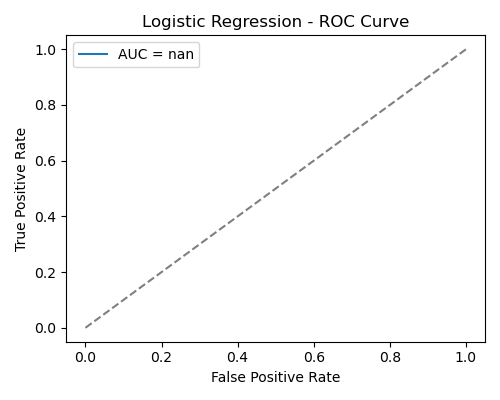 Logistic Regression - ROC Curve
AUC = nan
True Positive Rate
1.0
0.8
0.6
0.4
0.2
0.0
0.0 0.2 0.4 0.6 0.8 1.0
False Positive Rate